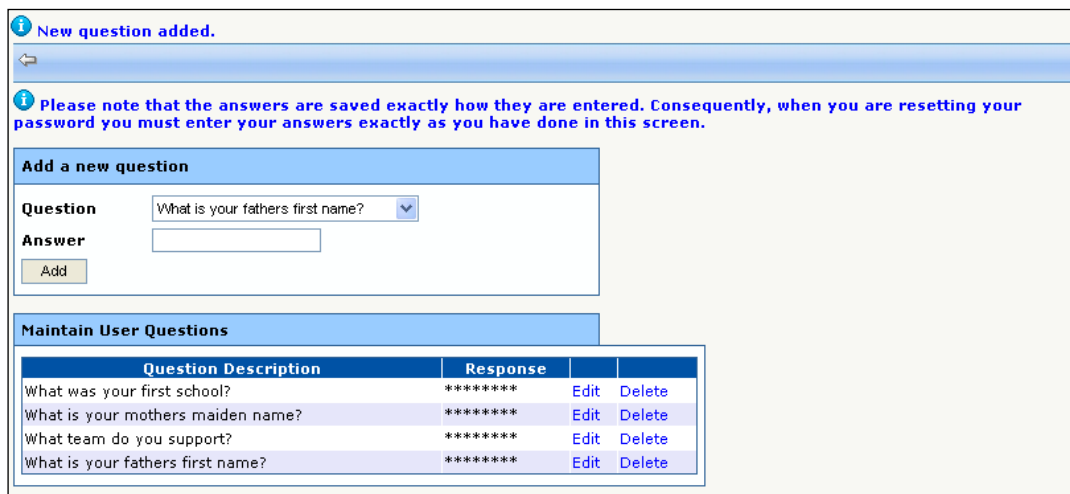 New question added.
Please note that the answers are saved exactly how they are entered. Consequently, when you are resetting your
password you must enter your answers exactly as you have done in this screen.
Add a new question
Question What is your fathers first name?
Answer
Add
Maintain User Questions
Question Description Response
What was your first school? ******** Edit Delete
What is your mothers maiden name? ******** Edit Delete
What team do you support? ******** Edit Delete
What is your fathers first name? ******** Edit Delete